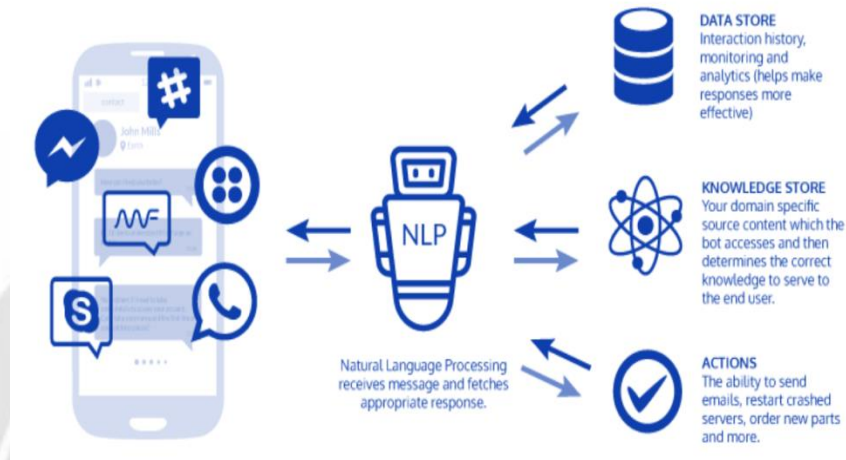 contact
John Mills
NLP
Natural Language Processing
receives message and fetches
appropriate response.
DATA STORE
Interaction history,
monitoring and
analytics (helps make
responses more
effective)
KNOWLEDGE STORE
Your domain specific
source content which the
bot accesses and then
determines the correct
knowledge to serve to
the end user.
ACTIONS
The ability to send
emails, restart crashed
servers, order new parts
and more.